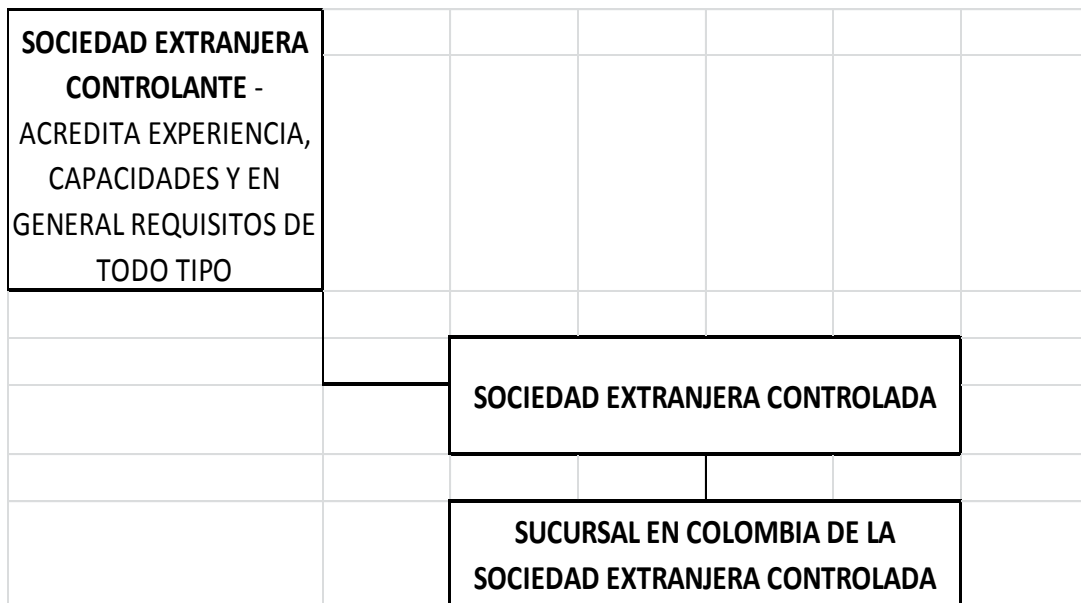 SOCIEDAD EXTRANJERA
CONTROLANTE -
ACREDITA EXPERIENCIA,
CAPACIDADES Y EN
GENERAL REQUISITOS DE
TODO TIPO
SOCIEDAD EXTRANJERA CONTROLADA
SUCURSAL EN COLOMBIA DE LA
SOCIEDAD EXTRANJERA CONTROLADA